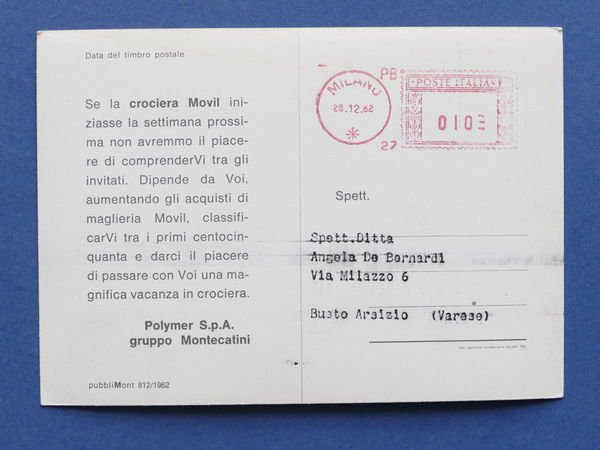 Data del timbro postale
Se la crociera Movil ini-
ziasse la settimana prossi-
ma non avremmo il piace-
re di comprenderVi tra gli
invitati. Dipende da Voi,
aumentando gli acquisti di
maglieria Movil, classifi-
carVi tra i primi centocin-
quanta e darci il piacere
di passare con Voi una ma-
gnifica vacanza in crociera.
Polymer S.p.A.
gruppo Montecatini
pubbliMont 812/1962
MILANO
28.12.62
PB
27
POSTE ITALIANE
010
Spett.
Spett.Ditta
Angela De Bernardi
Via Milazzo 6
Busto Arsizio (Varese)